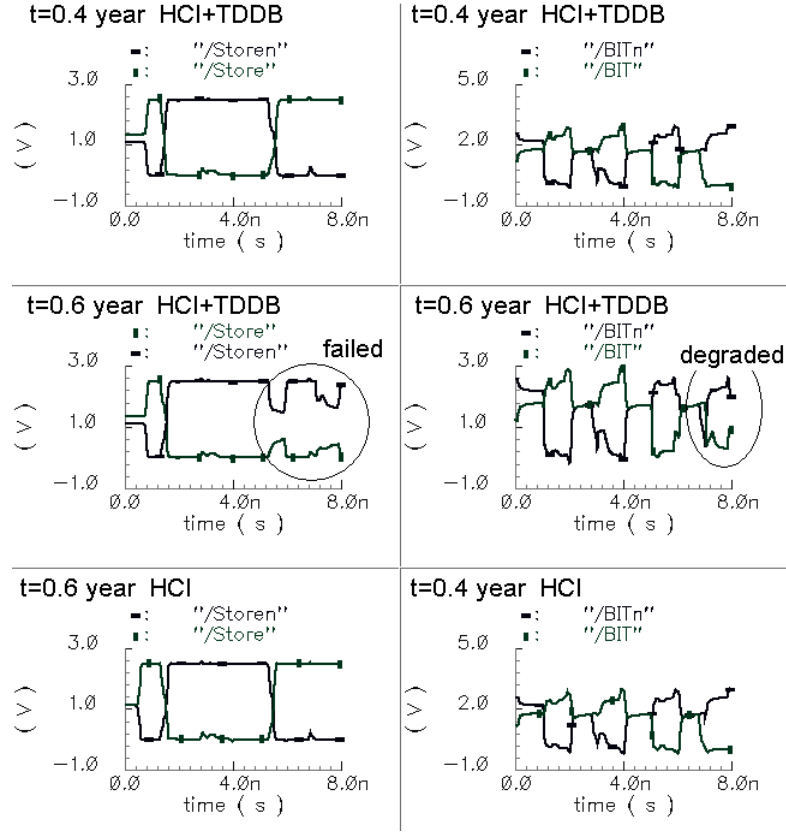 t=0.4 year HCI+TDDB
"/Storen"
"/Store"
3.0
1.0
-1.0
(V)
0.0 4.0n 8.0n
time (s)
t=0.4 year HCI+TDDB
"/BITn"
"/BIT"
5.0
2.0
-1.0
(V)
0.0 4.0n 8.0n
time (s)
t=0.6 year HCI+TDDB
"/Store"
"/Storen"
failed
3.0
1.0
-1.0
(V)
0.0 4.0n 8.0n
time (s)
t=0.6 year HCI+TDDB
"/BITn"
"/BIT"
degraded
3.0
1.0
-1.0
(V)
0.0 4.0n 8.0n
time (s)
t=0.6 year HCI
"/Storen"
"/Store"
3.0
1.0
-1.0
(V)
0.0 4.0n 8.0n
time (s)
t=0.4 year HCI
"/BITn"
"/BIT"
5.0
2.0
-1.0
(V)
0.0 4.0n 8.0n
time (s)